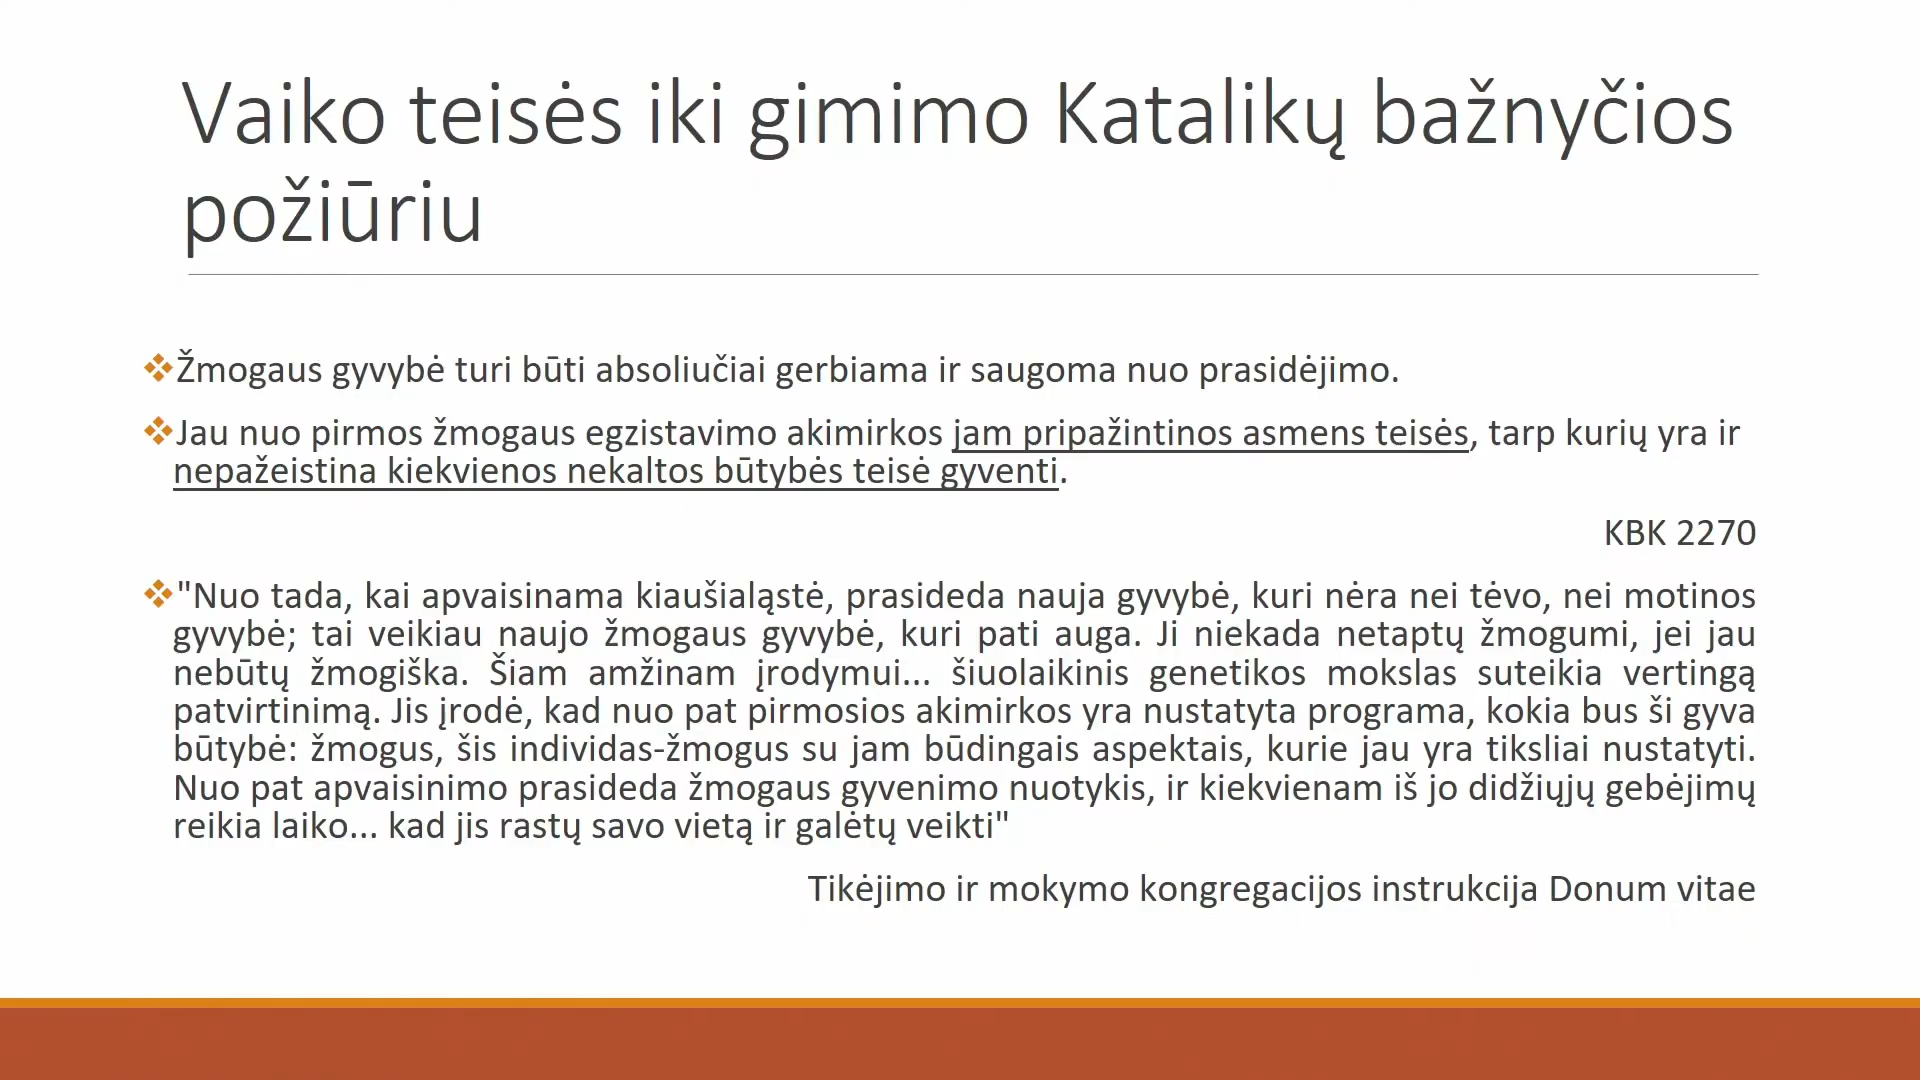 Vaiko teisės iki gimimo Katalikų bažnyčios
požiūriu
Žmogaus gyvybė turi būti absoliučiai gerbiama ir saugoma nuo prasidėjimo.
Jau nuo pirmos žmogaus egzistavimo akimirkos jam pripažintinos asmens teisės, tarp kurių yra ir
nepažeistina kiekvienos nekaltos būtybės teisė gyventi.
KBK 2270
"Nuo tada, kai apvaisinama kiaušialąstė, prasideda nauja gyvybė, kuri nėra nei tėvo, nei motinos
gyvybė; tai veikiau naujo žmogaus gyvybė, kuri pati auga. Ji niekada netaptų žmogumi, jei jau
nebūtų žmogiška. Šiam amžinam įrodymui... šiuolaikinis genetikos mokslas suteikia vertingą
patvirtinimą. Jis įrodė, kad nuo pat pirmosios akimirkos yra nustatyta programa, kokia bus ši gyva
būtybė: žmogus, šis individas-žmogus su jam būdingais aspektais, kurie jau yra tiksliai nustatyti.
Nuo pat apvaisinimo prasideda žmogaus gyvenimo nuotykis, ir kiekvienam iš jo didžiųjų gebėjimų
reikia laiko... kad jis rastų savo vietą ir galėtų veikti"
Tikėjimo ir mokymo kongregacijos instrukcija Donum vitae